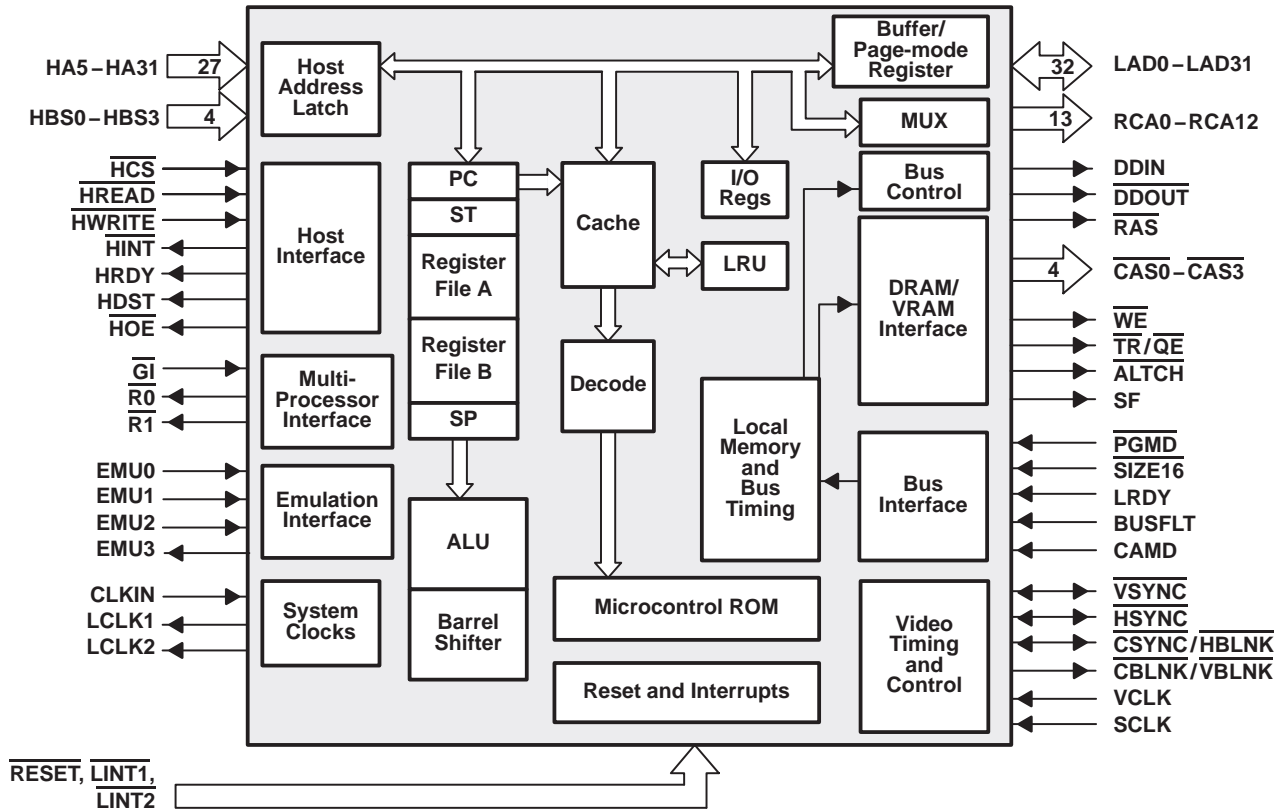 HA5–HA31
27
HBS0–HBS3
4
HCS
HREAD
HWRITE
HINT
HRDY
HDST
HOE
GI
R0
R1
EMU0
EMU1
EMU2
EMU3
CLKIN
LCLK1
LCLK2
RESET, LINT1,
LINT2
Host
Address
Latch
Host
Interface
Multi-
Processor
Interface
Emulation
Interface
System
Clocks
PC
ST
Register
File A
Register
File B
SP
ALU
Barrel
Shifter
Cache
Decode
Microcontrol ROM
Reset and Interrupts
I/O
Regs
LRU
Local
Memory
and
Bus
Timing
Buffer/
Page-mode
Register
MUX
Bus
Control
DRAM/
VRAM
Interface
Bus
Interface
Video
Timing
and
Control
32
LAD0–LAD31
13
RCA0–RCA12
DDIN
DDOUT
RAS
4
CAS0–CAS3
WE
TR/QE
ALTCH
SF
PGMD
SIZE16
LRDY
BUSFLT
CAMD
VSYNC
HSYNC
CSYNC/HBLNK
CBLNK/VBLNK
VCLK
SCLK